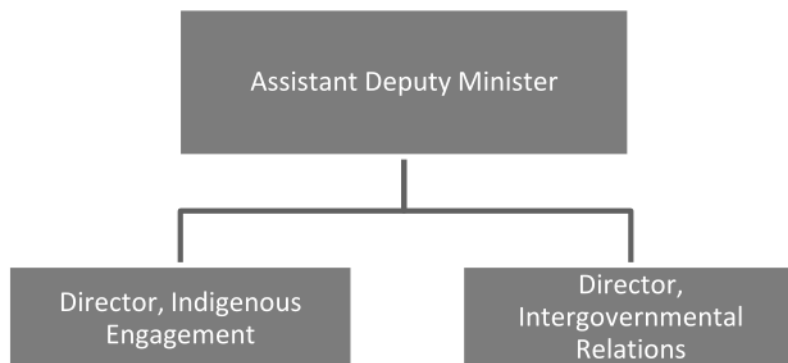 Assistant Deputy Minister
Director, Indigenous
Engagement
Director,
Intergovernmental
Relations